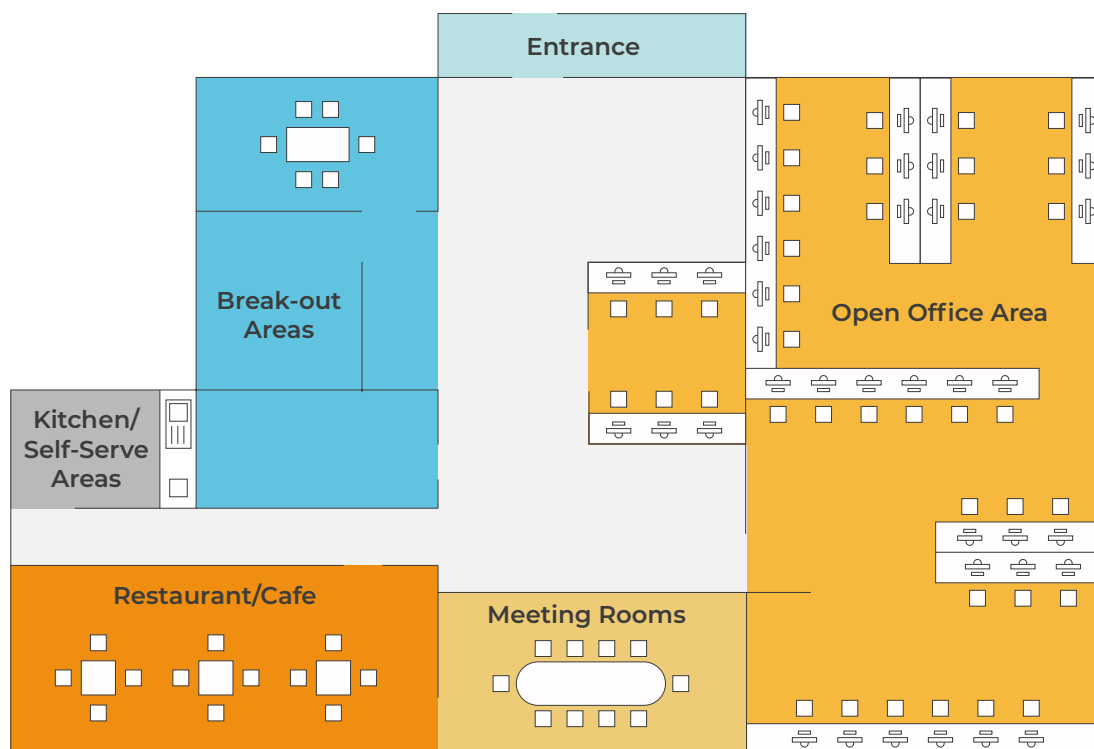 Entrance
Break-out
Areas
Open Office Area
Kitchen/
Self-Serve
Areas
Restaurant/Cafe
Meeting Rooms